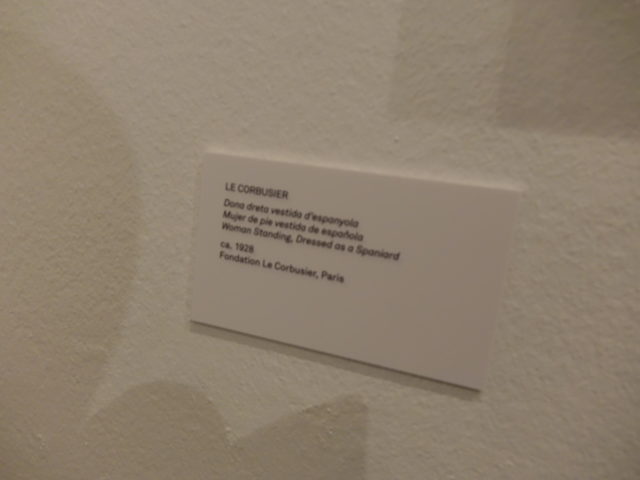 LE CORBUSIER
Dona dreta vestida d'espanyola
Mujer de pie vestida de española
Woman Standing, Dressed as a Spaniard
ca. 1928
Fondation Le Corbusier, Paris